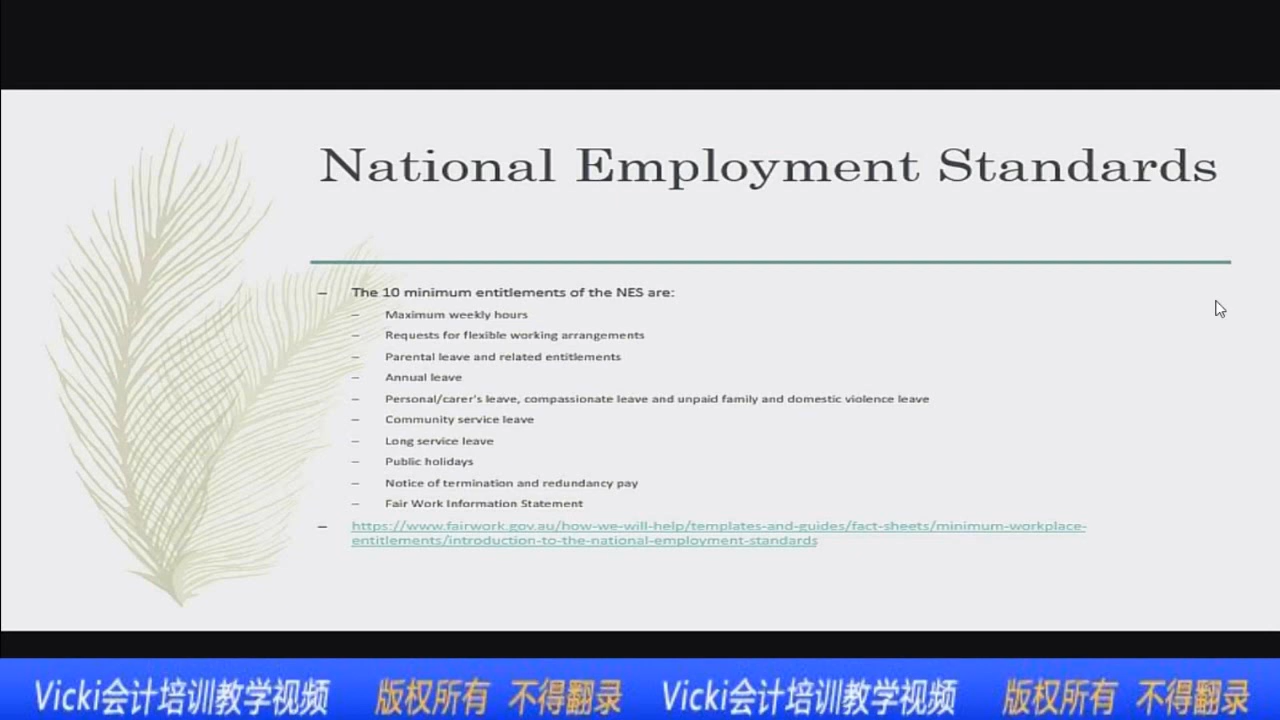 National Employment Standards
– The 10 minimum entitlements of the NES are:
– Maximum weekly hours
– Requests for flexible working arrangements
– Parental leave and related entitlements
– Annual leave
– Personal/carer's leave, compassionate leave and unpaid family and domestic violence leave
– Community service leave
– Long service leave
– Public holidays
– Notice of termination and redundancy pay
– Fair Work Information Statement
– https://www.fairwork.gov.au/how-we-will-help/templates-and-guides/fact-sheets/minimum-workplace-
entitlements/introduction-to-the-national-employment-standards
Vicki会计培训教学视频 版权所有 不得翻录 Vicki会计培训教学视频 版权所有 不得翻录